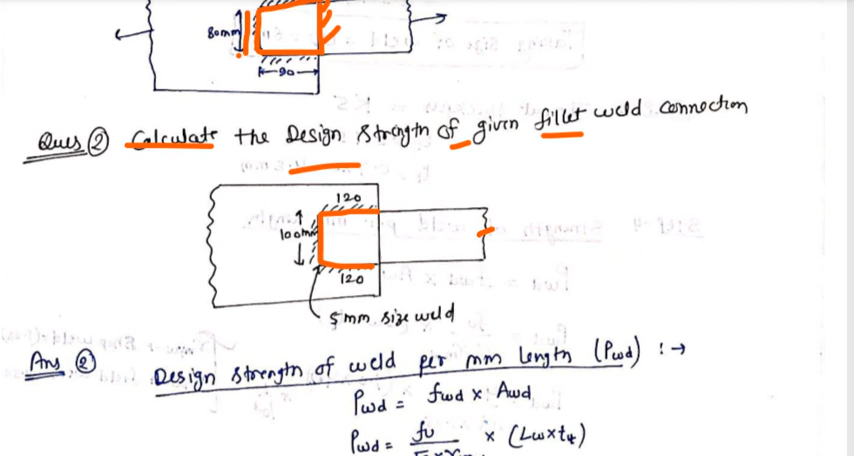 80mm
90
Ques ② Calculate the Design Strength of given fillet weld connection
120
100mm
120
5mm size weld
Ans ② Design strength of weld per mm length (Pwd) :→
Pwd = fwd x Awd
Pwd = fu x (Lw x tt)